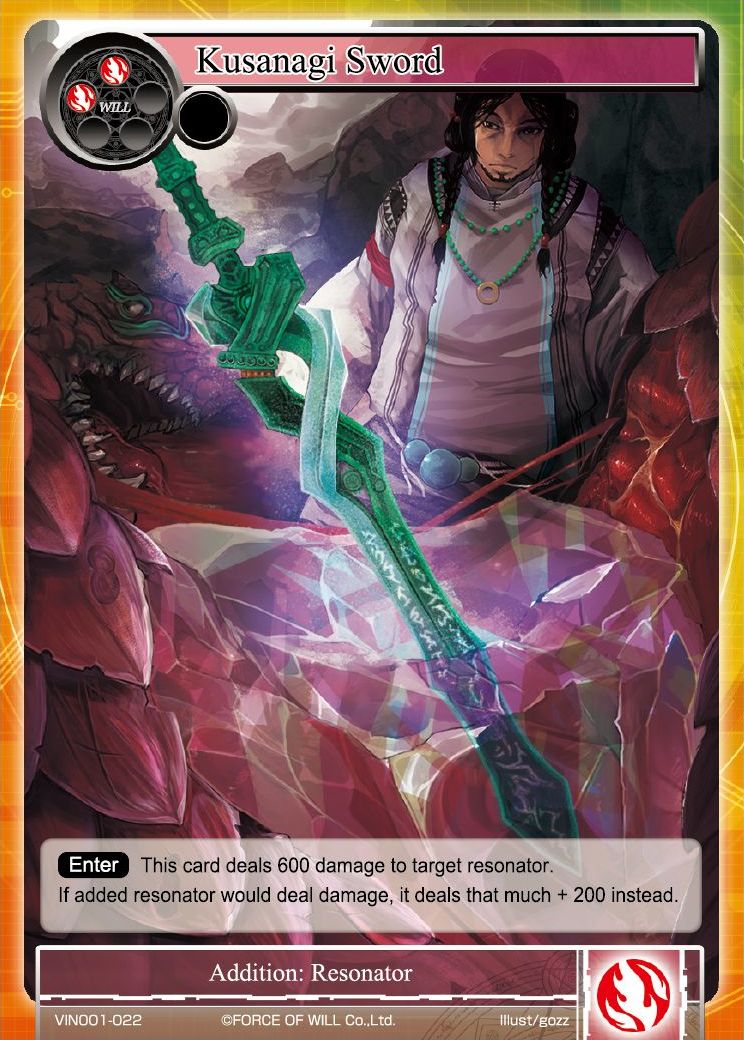 Kusanagi Sword
WILL
Enter This card deals 600 damage to target resonator.
If added resonator would deal damage, it deals that much + 200 instead.
Addition: Resonator
VIN001-022 ©FORCE OF WILL Co.,Ltd. Illust/gozz